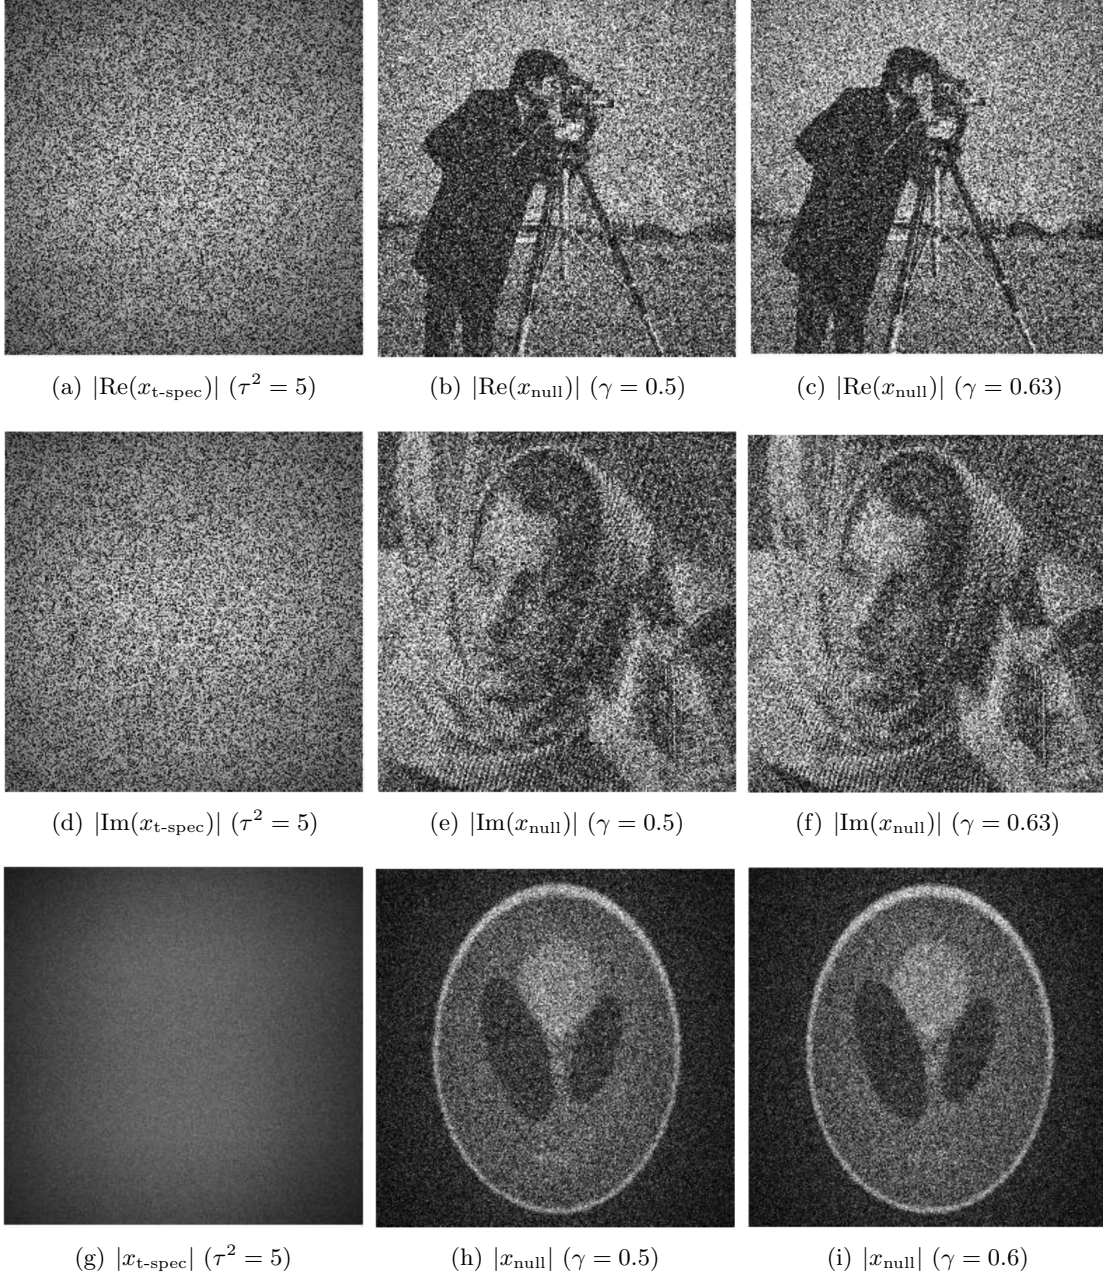 (a) |Re(x_t-spec)| (τ² = 5)
(b) |Re(x_null)| (γ = 0.5)
(c) |Re(x_null)| (γ = 0.63)
(d) |Im(x_t-spec)| (τ² = 5)
(e) |Im(x_null)| (γ = 0.5)
(f) |Im(x_null)| (γ = 0.63)
(g) |x_t-spec| (τ² = 5)
(h) |x_null| (γ = 0.5)
(i) |x_null| (γ = 0.6)